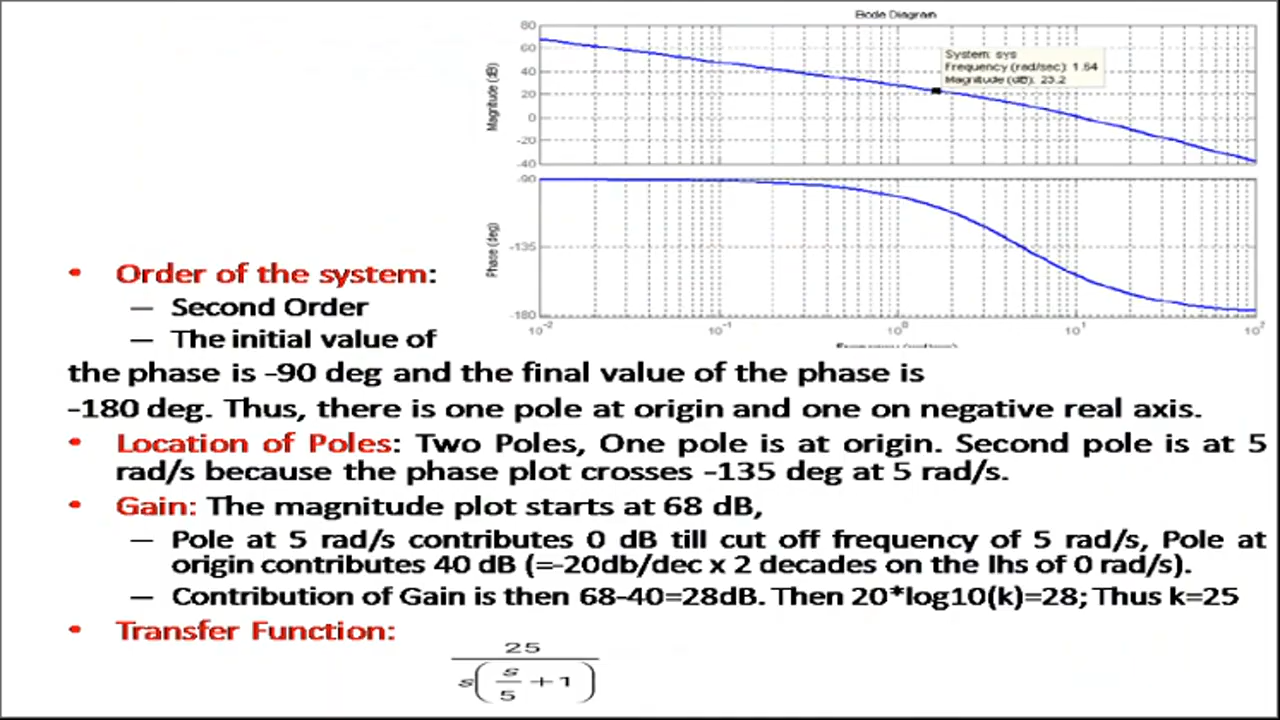 Bode Diagram
80
60
40
20
0
-20
-40
Magnitude (dB)
System: sys
Frequency (rad/sec): 1.64
Magnitude (dB): 23.2
-90
-135
-180
Phase (deg)
10^-2
10^-1
10^0
10^1
10^2
• Order of the system:
— Second Order
— The initial value of
the phase is -90 deg and the final value of the phase is
-180 deg. Thus, there is one pole at origin and one on negative real axis.
• Location of Poles: Two Poles, One pole is at origin. Second pole is at 5
rad/s because the phase plot crosses -135 deg at 5 rad/s.
• Gain: The magnitude plot starts at 68 dB,
— Pole at 5 rad/s contributes 0 dB till cut off frequency of 5 rad/s, Pole at
origin contributes 40 dB (=-20db/dec x 2 decades on the lhs of 0 rad/s).
— Contribution of Gain is then 68-40=28dB. Then 20*log10(k)=28; Thus k=25
• Transfer Function:
25
s(s/5+1)